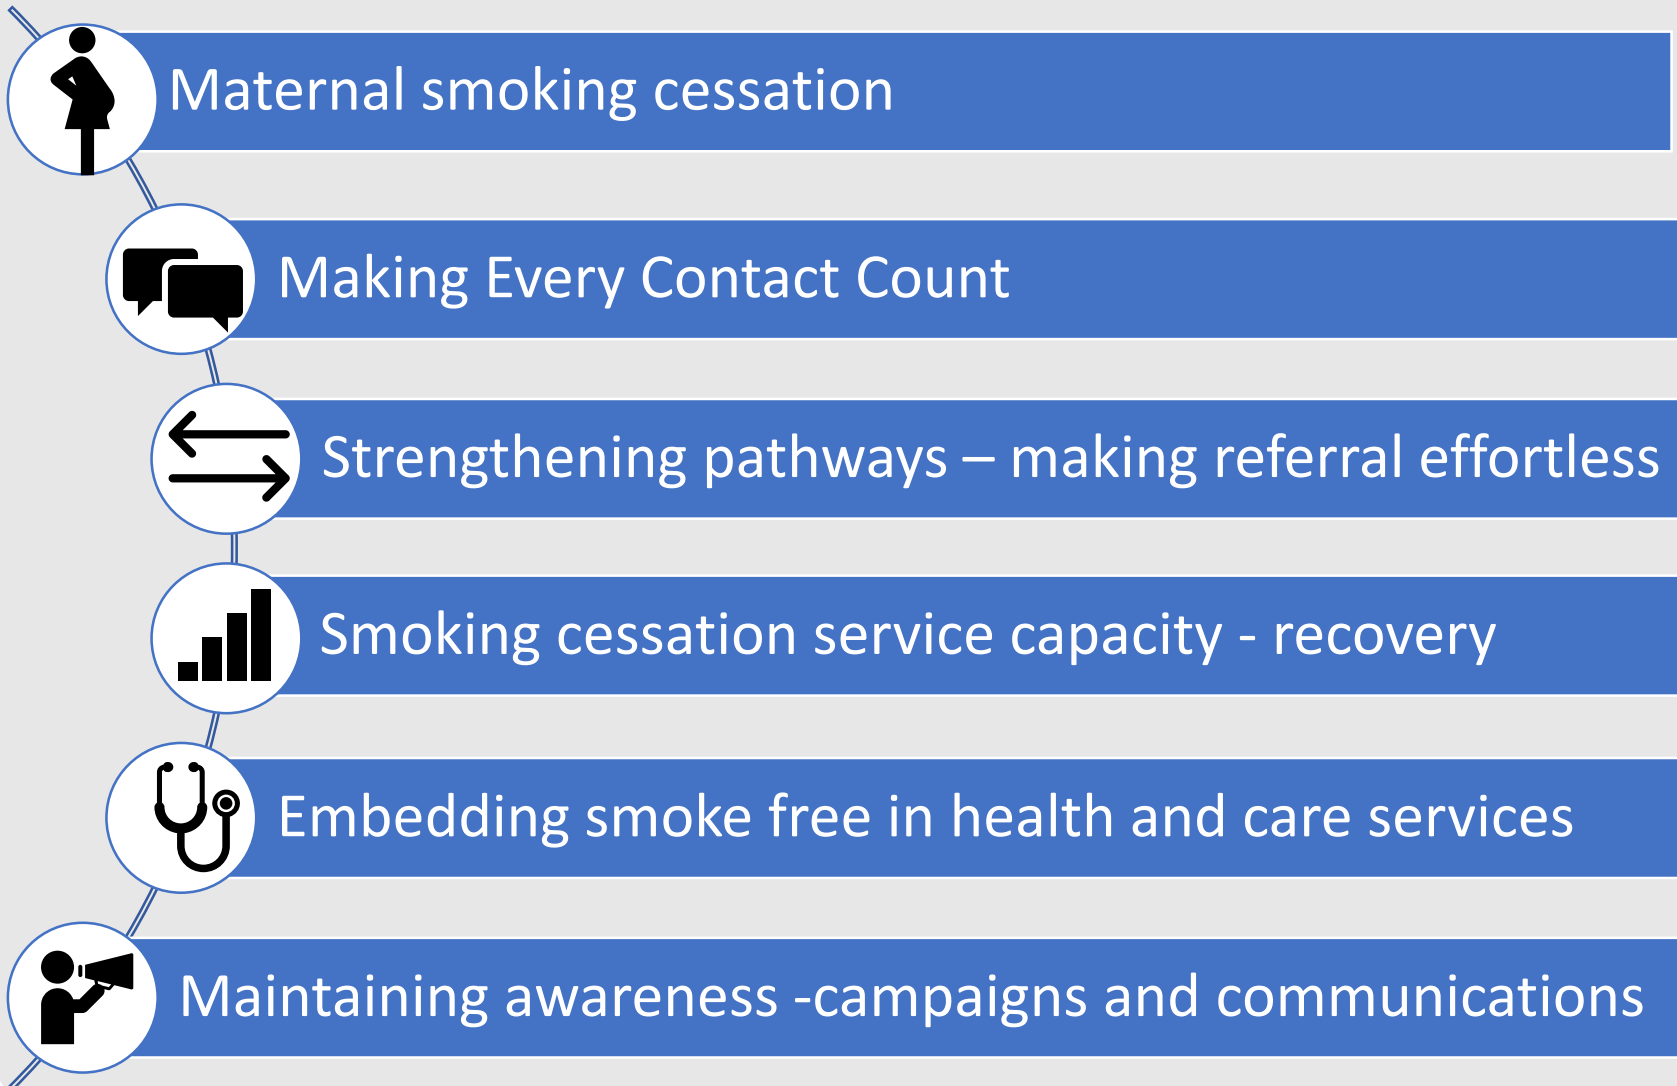 Maternal smoking cessation
Making Every Contact Count
Strengthening pathways – making referral effortless
Smoking cessation service capacity - recovery
Embedding smoke free in health and care services
Maintaining awareness -campaigns and communications